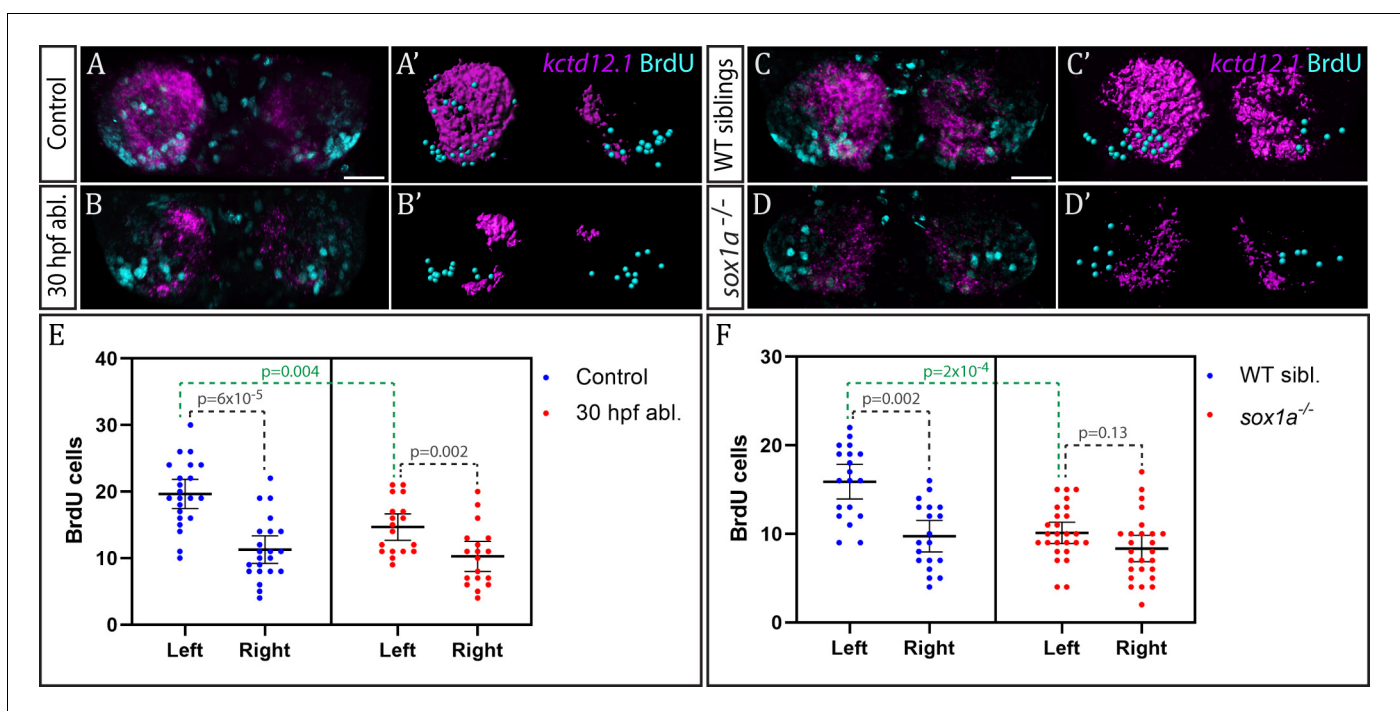 Control
A
A'
kctd12.1 BrdU
30 hpf abl.
B
B'
WT siblings
C
C'
kctd12.1 BrdU
sox1a-/-
D
D'
E
BrdU cells
40
30
20
10
0
p=0.004
p=6x10-5
p=0.002
Left
Right
Left
Right
Control
30 hpf abl.
F
BrdU cells
30
20
10
0
p=2x10-4
p=0.002
p=0.13
Left
Right
Left
Right
WT sibl.
sox1a-/-